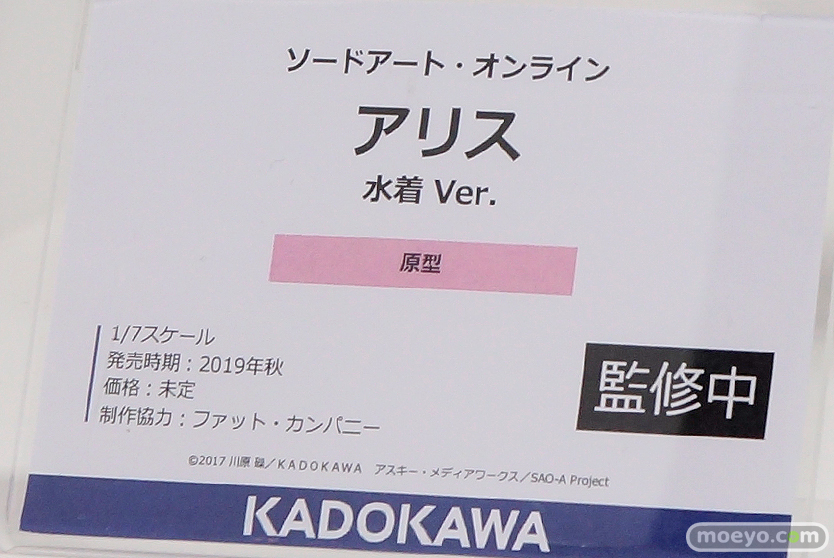 ソードアート・オンライン
アリス
水着 Ver.
原型
1/7スケール
発売時期：2019年秋
価格：未定
制作協力：ファット・カンパニー
監修中
©2017 川原 礫／KADOKAWA　アスキー・メディアワークス／SAO-A Project
KADOKAWA
moeyo.com